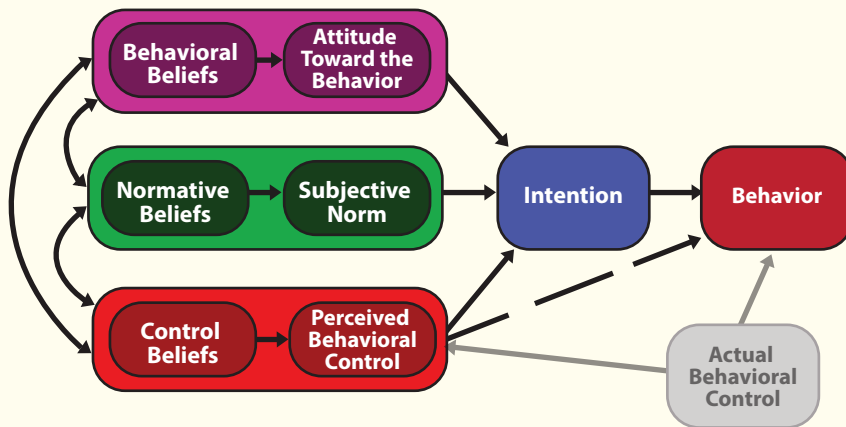 Behavioral
Beliefs
Attitude
Toward the
Behavior
Normative
Beliefs
Subjective
Norm
Intention
Behavior
Control
Beliefs
Perceived
Behavioral
Control
Actual
Behavioral
Control